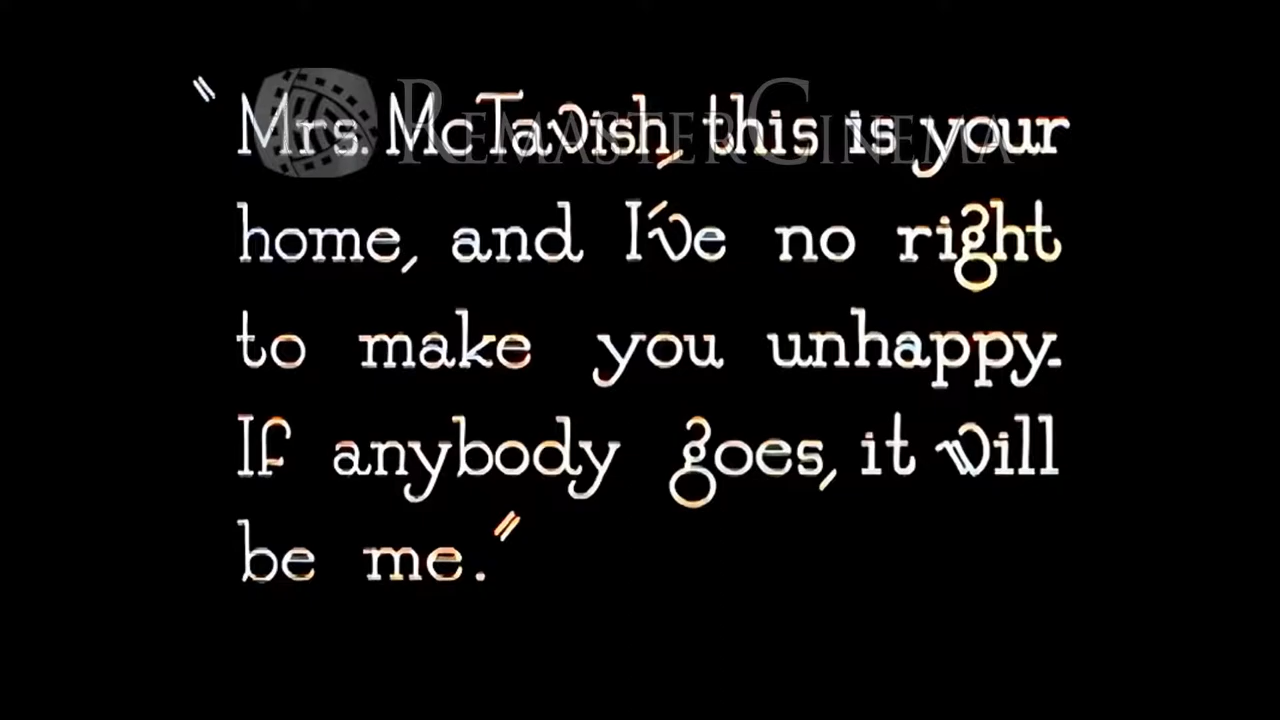 REMASTERCINEMA
"Mrs. McTavish, this is your
home, and I've no right
to make you unhappy.
If anybody goes, it will
be me."